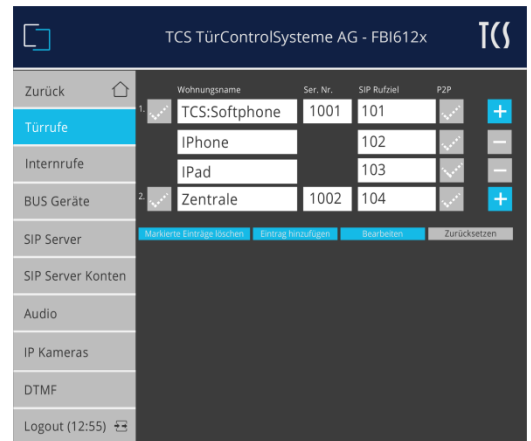 TCS TürControlSysteme AG - FBI612x
TCS
Zurück
Türrufe
Internrufe
BUS Geräte
SIP Server
SIP Server Konten
Audio
IP Kameras
DTMF
Logout (12:55)
Wohnungsname Ser. Nr. SIP Rufziel P2P
1. TCS:Softphone 1001 101 +
IPhone 102 −
IPad 103 −
2. Zentrale 1002 104 +
Markierte Einträge löschen Eintrag hinzufügen Bearbeiten Zurücksetzen